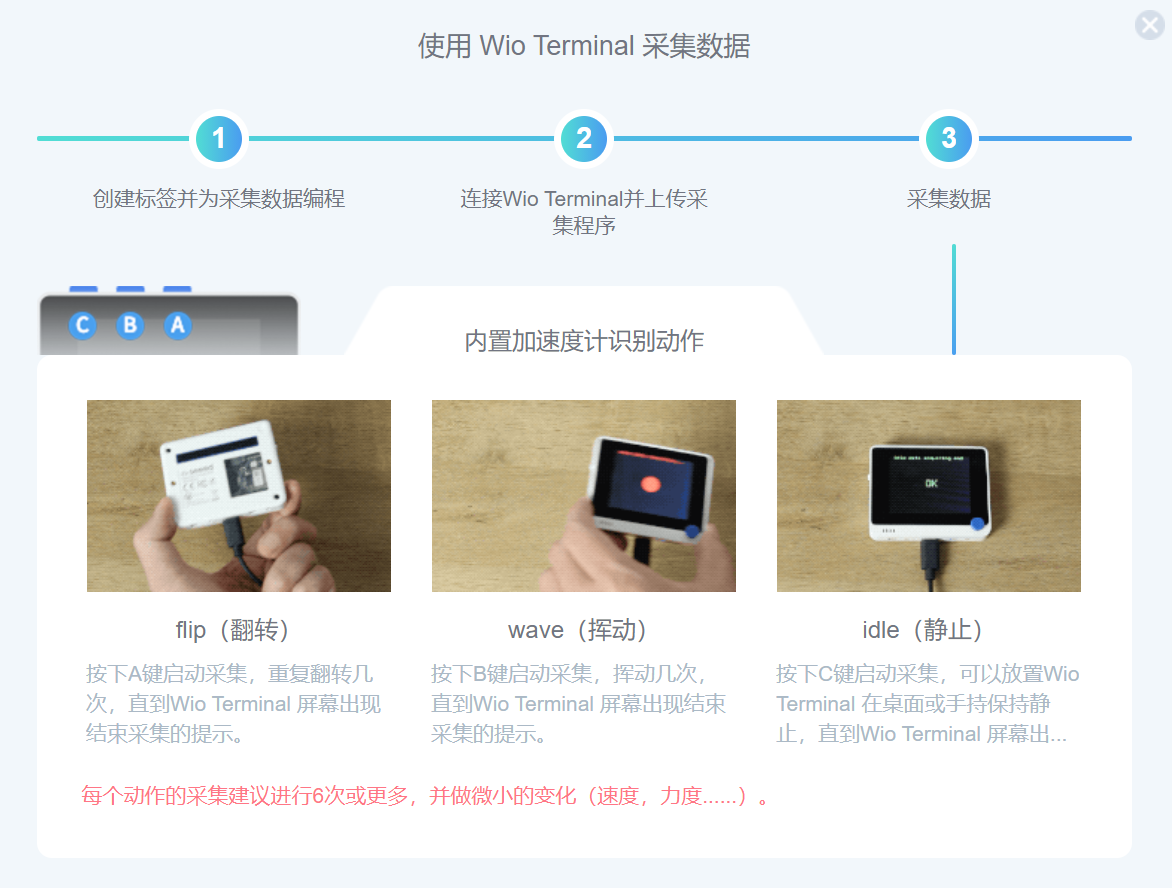 使用 Wio Terminal 采集数据
1
2
3
创建标签并为采集数据编程
连接Wio Terminal并上传采
集程序
采集数据
C B A
内置加速度计识别动作
OK
flip（翻转）
wave（挥动）
idle（静止）
按下A键启动采集，重复翻转几
次，直到Wio Terminal 屏幕出现
结束采集的提示。
按下B键启动采集，挥动几次，
直到Wio Terminal 屏幕出现结束
采集的提示。
按下C键启动采集，可以放置Wio
Terminal 在桌面或手持保持静
止，直到Wio Terminal 屏幕出...
每个动作的采集建议进行6次或更多，并做微小的变化（速度，力度......）。